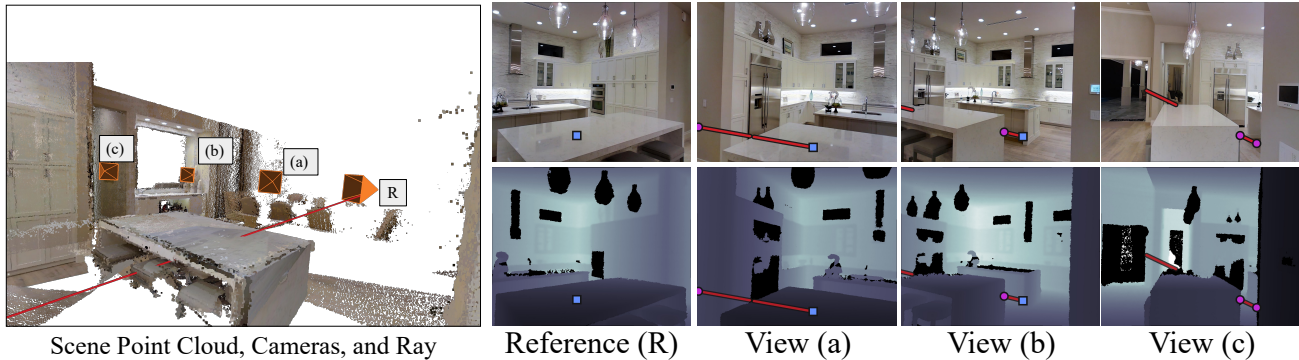 (c)
(b)
(a)
R
Scene Point Cloud, Cameras, and Ray
Reference (R)
View (a)
View (b)
View (c)